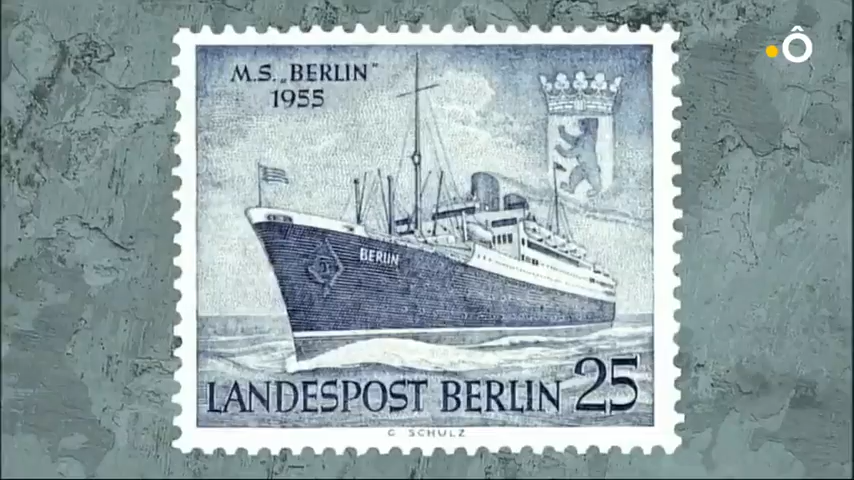 M.S. „BERLIN"
1955
Ô
BERLIN
LANDESPOST BERLIN 25
C. SCHULZ